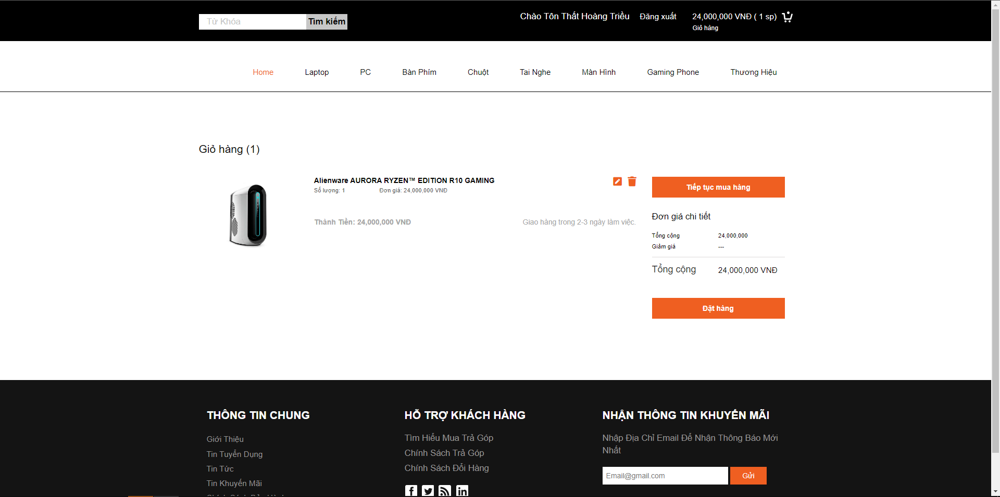 Từ Khóa
Tìm kiếm
Chào Tôn Thất Hoàng Triều
Đăng xuất
24,000,000 VNĐ ( 1 sp)
Giỏ hàng
Home
Laptop
PC
Bàn Phím
Chuột
Tai Nghe
Màn Hình
Gaming Phone
Thương Hiệu
Giỏ hàng (1)
Alienware AURORA RYZEN™ EDITION R10 GAMING
Số lượng: 1
Đơn giá: 24,000,000 VNĐ
Thành Tiền: 24,000,000 VNĐ
Giao hàng trong 2-3 ngày làm việc.
Tiếp tục mua hàng
Đơn giá chi tiết
Tổng cộng 24,000,000
Giảm giá ---
Tổng cộng 24,000,000 VNĐ
Đặt hàng
THÔNG TIN CHUNG
Giới Thiệu
Tin Tuyển Dụng
Tin Tức
Tin Khuyến Mãi
HỖ TRỢ KHÁCH HÀNG
Tìm Hiểu Mua Trả Góp
Chính Sách Trả Góp
Chính Sách Đổi Hàng
NHẬN THÔNG TIN KHUYẾN MÃI
Nhập Địa Chỉ Email Để Nhận Thông Báo Mới
Nhất
Email@gmail.com
Gửi